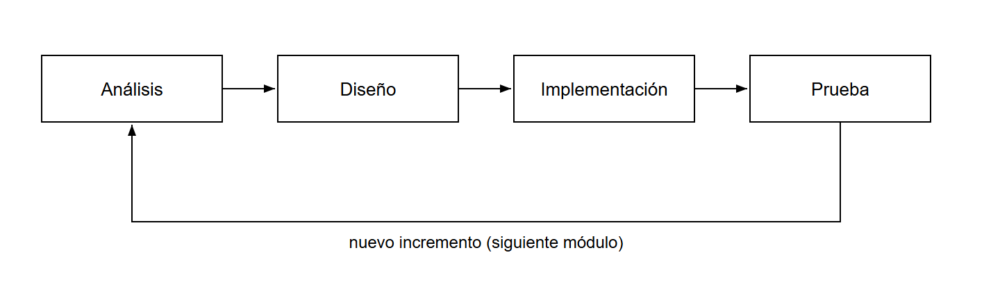 Análisis
Diseño
Implementación
Prueba
nuevo incremento (siguiente módulo)